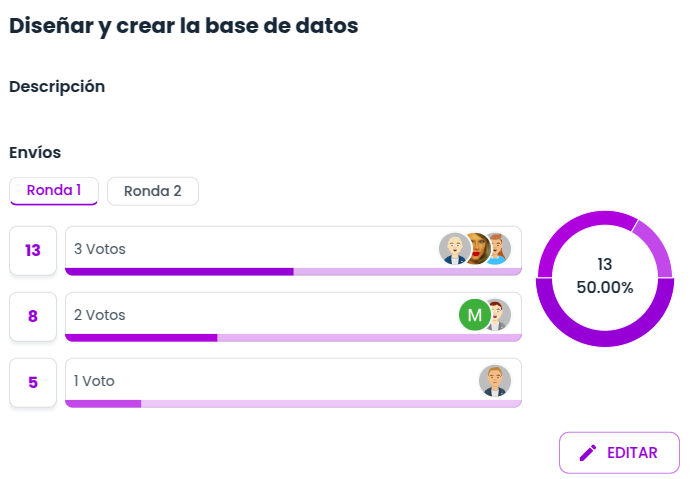 Diseñar y crear la base de datos
Descripción
Envíos
Ronda 1
Ronda 2
13
3 Votos
8
2 Votos
M
5
1 Voto
13
50.00%
EDITAR